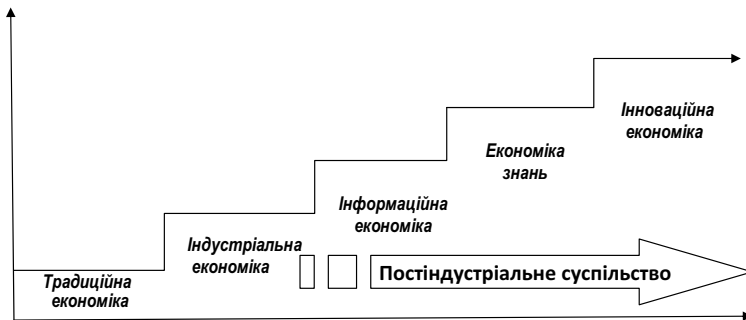 Інноваційна
економіка
Економіка
знань
Інформаційна
економіка
Індустріальна
економіка
Постіндустріальне суспільство
Традиційна
економіка